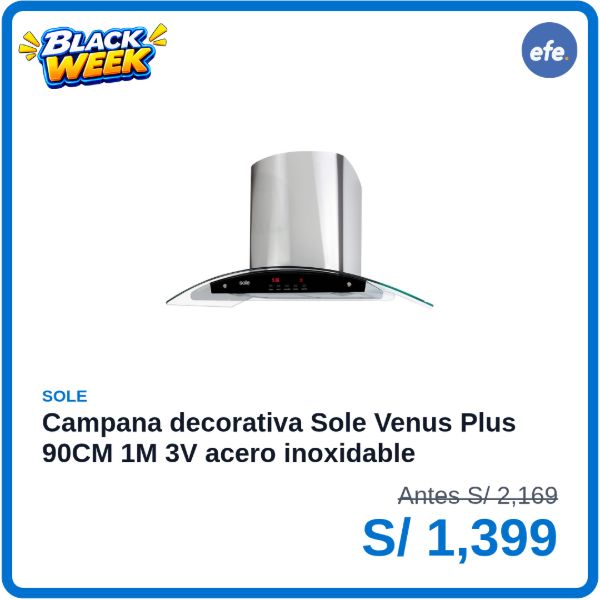 BLACK
WEEK
efe.
sole
SOLE
Campana decorativa Sole Venus Plus
90CM 1M 3V acero inoxidable
Antes S/ 2,169
S/ 1,399